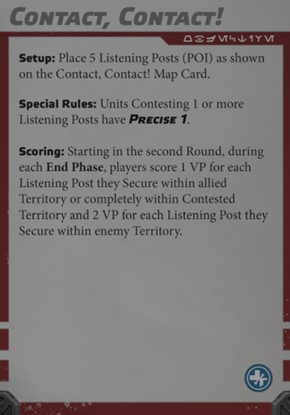 CONTACT, CONTACT!
Setup: Place 5 Listening Posts (POI) as shown
on the Contact, Contact! Map Card.
Special Rules: Units Contesting 1 or more
Listening Posts have PRECISE 1.
Scoring: Starting in the second Round, during
each End Phase, players score 1 VP for each
Listening Post they Secure within allied
Territory or completely within Contested
Territory and 2 VP for each Listening Post they
Secure within enemy Territory.